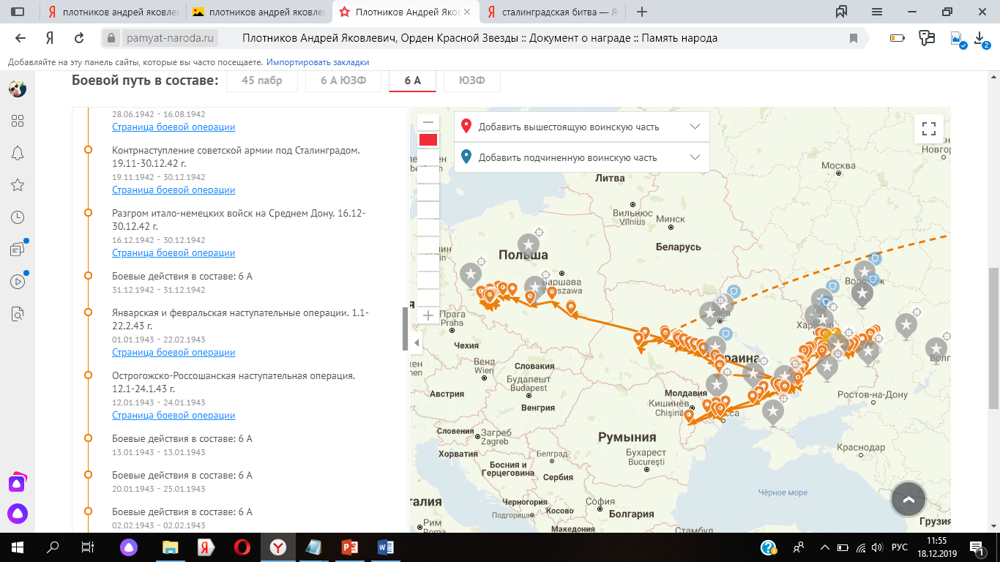 плотников андрей яковлев
плотников андрей яковлев
Плотников Андрей Яков
сталинградская битва — Я
pamyat-naroda.ru
Плотников Андрей Яковлевич, Орден Красной Звезды :: Документ о награде :: Память народа
2
Добавляйте на эту панель сайты, которые вы часто посещаете. Импортировать закладки
Боевой путь в составе:
45 пабр
6 А ЮЗФ
6 А
ЮЗФ
28.06.1942 - 16.08.1942
Страница боевой операции
Контрнаступление советской армии под Сталинградом.
19.11-30.12.42 г.
19.11.1942 - 30.12.1942
Страница боевой операции
Разгром итало-немецких войск на Среднем Дону. 16.12-
30.12.42 г.
16.12.1942 - 30.12.1942
Страница боевой операции
Боевые действия в составе: 6 А
31.12.1942 - 31.12.1942
Январская и февральская наступательные операции. 1.1-
22.2.43 г.
01.01.1943 - 22.02.1943
Страница боевой операции
Острогожско-Россошанская наступательная операция.
12.1-24.1.43 г.
12.01.1943 - 24.01.1943
Страница боевой операции
Боевые действия в составе: 6 А
13.01.1943 - 13.01.1943
Боевые действия в составе: 6 А
20.01.1943 - 25.01.1943
Боевые действия в составе: 6 А
02.02.1943 - 02.02.1943
Добавить вышестоящую воинскую часть
Добавить подчиненную воинскую часть
Новгор
Москва
Литва
Вильнюс
Vilnius
Минск
Беларусь
Польша
Варшава
Прага
Praha
Чехия
Вена
Wien
Словакия
Будапешт
Budapest
Австрия
Венгрия
Молдавия
Кишинёв
Chișinău
Ростов-на-Дону
Словения
Загреб
Zagreb
Хорватия
Румыния
Краснодар
Белград
Бухарест
București
Босния и
Герцеговина
Сербия
Чёрное море
Черногория
Косово
София
Подгорица
Болгария
Рим
Македония
Стамбул
Грузия
РУС
11:55
18.12.2019
1